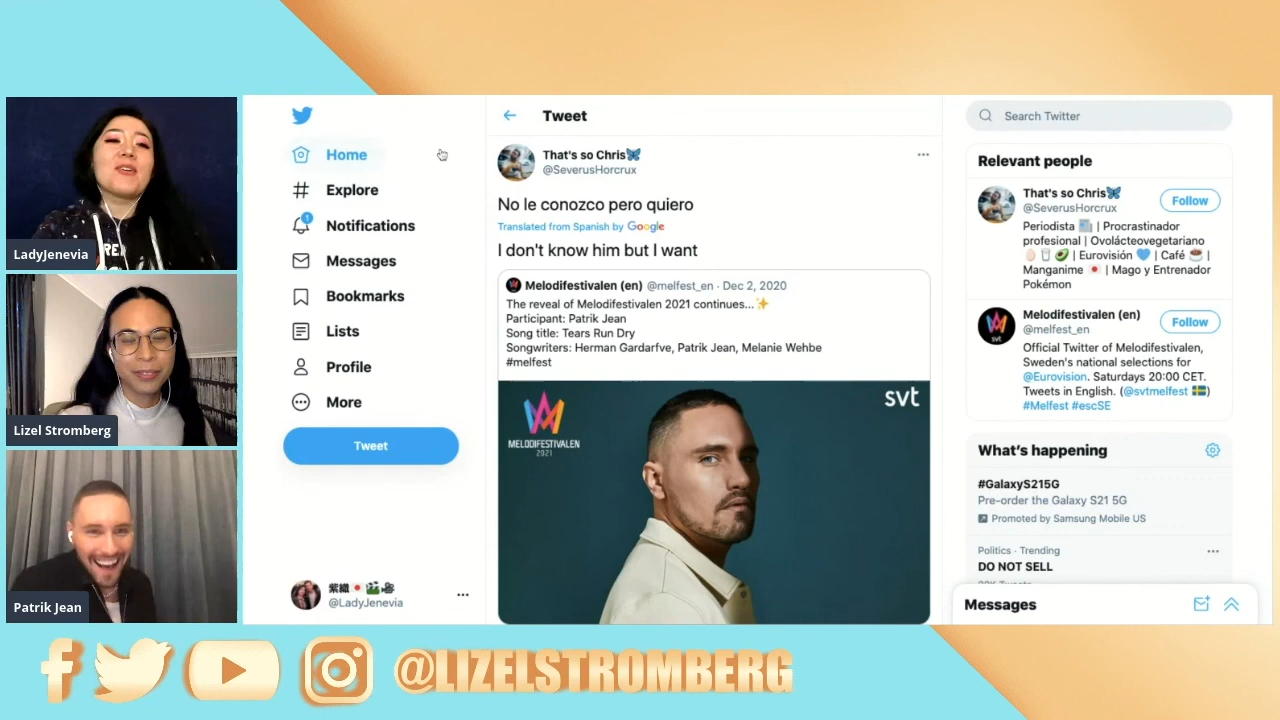 LadyJenevia
Lizel Stromberg
Patrik Jean
Home
Explore
1
Notifications
Messages
Bookmarks
Lists
Profile
More
Tweet
紫織🇯🇵
@LadyJenevia
Tweet
That's so Chris🦋
@SeverusHorcrux
No le conozco pero quiero
Translated from Spanish by Google
I don't know him but I want
Melodifestivalen (en) @melfest_en · Dec 2, 2020
The reveal of Melodifestivalen 2021 continues...✨
Participant: Patrik Jean
Song title: Tears Run Dry
Songwriters: Herman Gardarfve, Patrik Jean, Melanie Wehbe
#melfest
MELODIFESTIVALEN
2021
svt
Search Twitter
Relevant people
That's so Chris🦋
@SeverusHorcrux
Follow
Periodista 📰 | Procrastinador
profesional | Ovolácteovegetariano
🥚🥛🥑 | Eurovisión 💙 | Café ☕ |
Manganime 🇯🇵 | Mago y Entrenador
Pokémon
svt
Melodifestivalen (en)
@melfest_en
Follow
Official Twitter of Melodifestivalen,
Sweden's national selections for
@Eurovision. Saturdays 20:00 CET.
Tweets in English. (@svtmelfest 🇸🇪)
#Melfest #escSE
What's happening
#GalaxyS215G
Pre-order the Galaxy S21 5G
Promoted by Samsung Mobile US
Politics · Trending
DO NOT SELL
Messages
@LIZELSTROMBERG